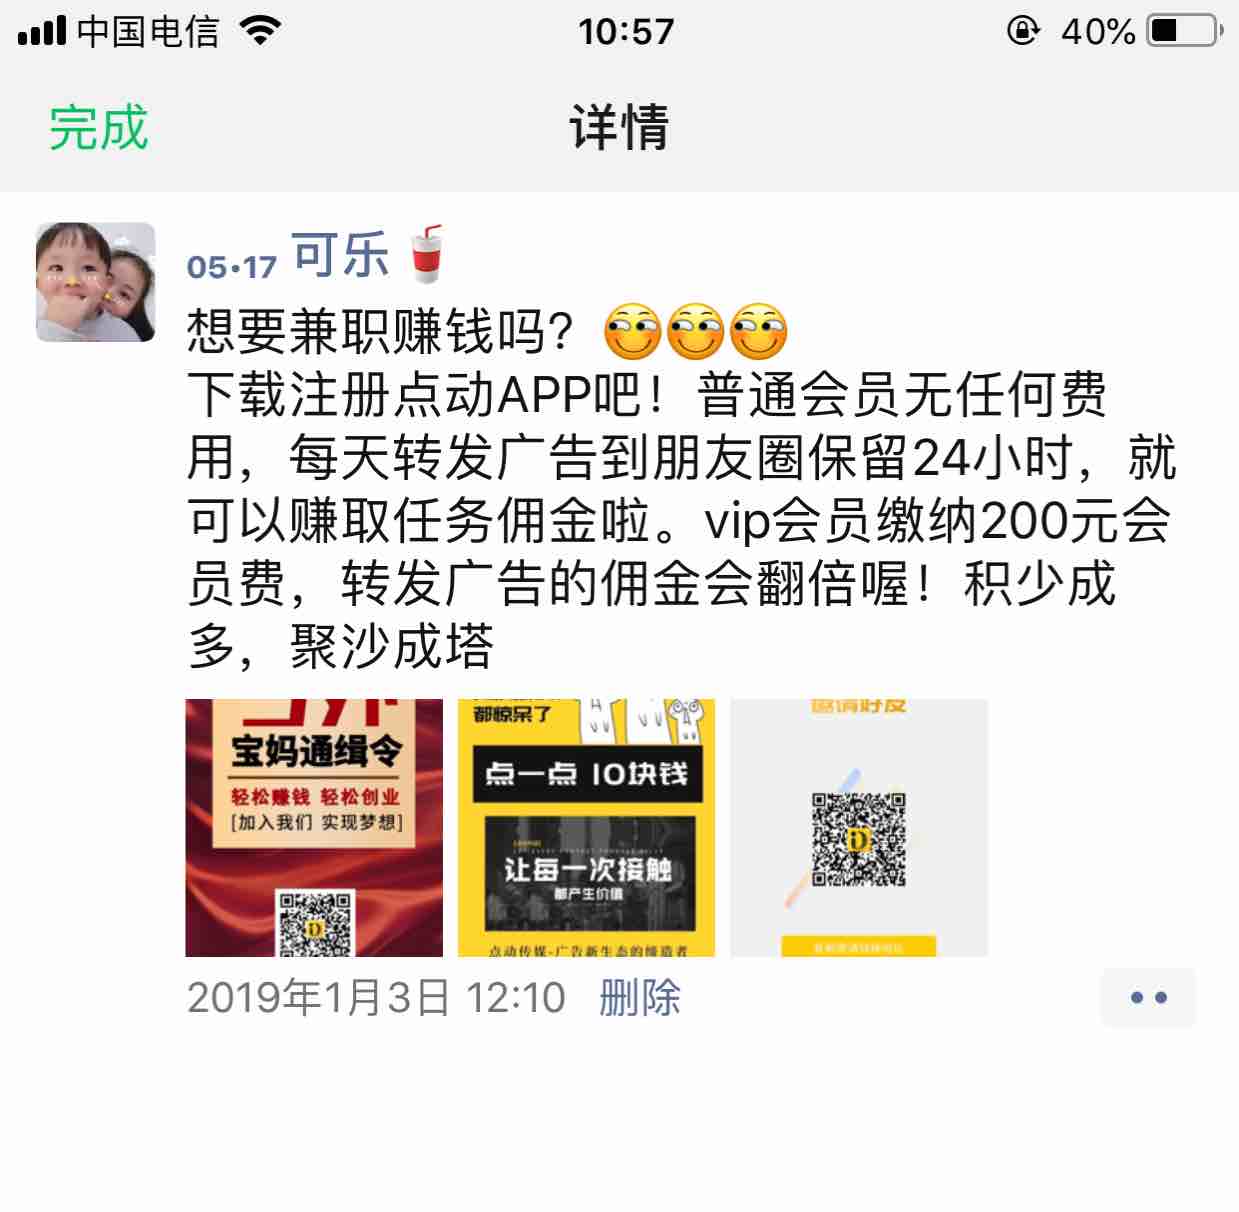 中国电信
10:57
40%
完成
详情
05·17 可乐
想要兼职赚钱吗？
下载注册点动APP吧！普通会员无任何费
用，每天转发广告到朋友圈保留24小时，就
可以赚取任务佣金啦。vip会员缴纳200元会
员费，转发广告的佣金会翻倍喔！积少成
多，聚沙成塔
宝妈通缉令
轻松赚钱 轻松创业
[加入我们 实现梦想]
都惊呆了
点一点 10块钱
让每一次接触
都产生价值
点动传媒-广告新生态的缔造者
邀请好友
2019年1月3日 12:10 删除